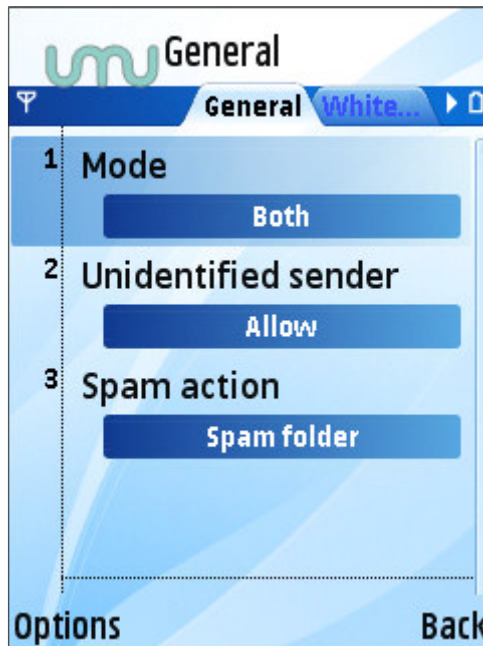 umu General
General White...
1 Mode
Both
2 Unidentified sender
Allow
3 Spam action
Spam folder
Options Back